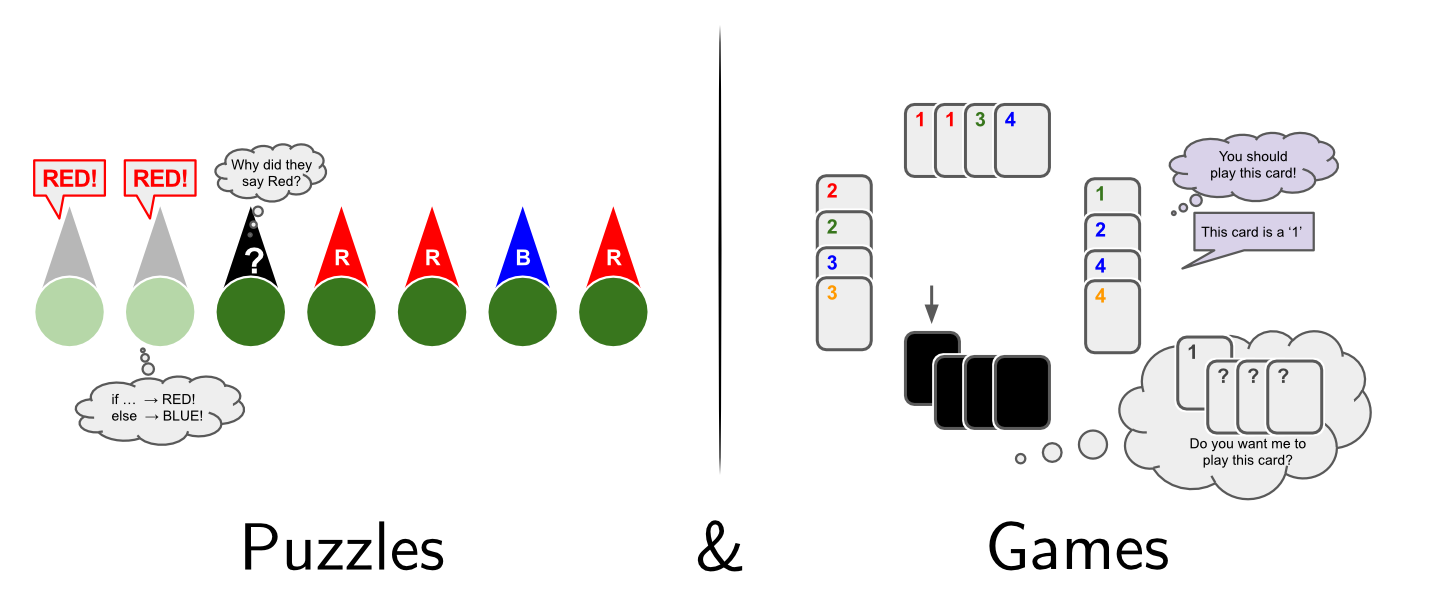 RED!
RED!
Why did they
say Red?
?
R
R
B
R
if … → RED!
else → BLUE!
1 1 3 4
2
2
3
3
1
2
4
4
You should
play this card!
This card is a ‘1’
1
? ? ?
Do you want me to
play this card?
Puzzles & Games